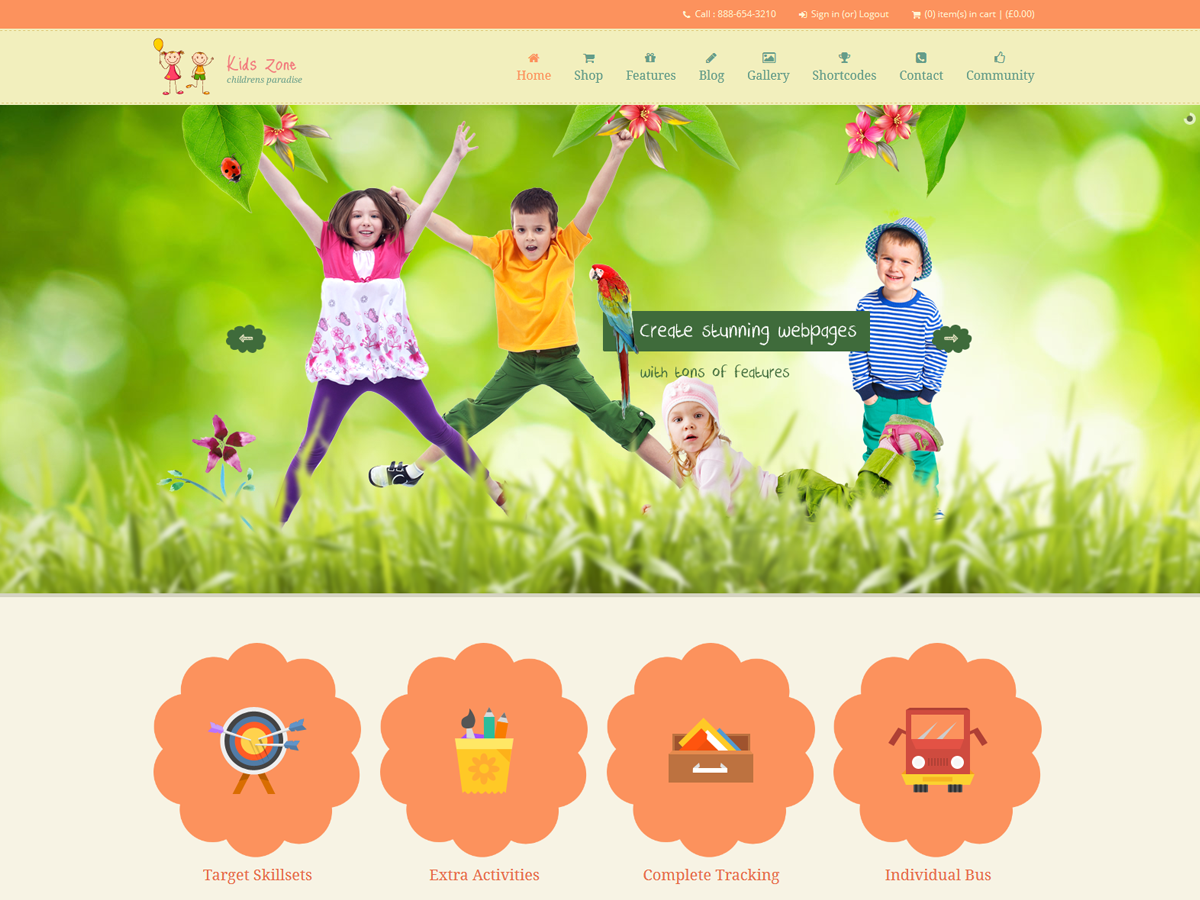 Call : 888-654-3210 Sign in (or) Logout (0) item(s) in cart | (£0.00)
Kids Zone
childrens paradise
Home Shop Features Blog Gallery Shortcodes Contact Community
Create stunning webpages
with tons of features
Target Skillsets Extra Activities Complete Tracking Individual Bus